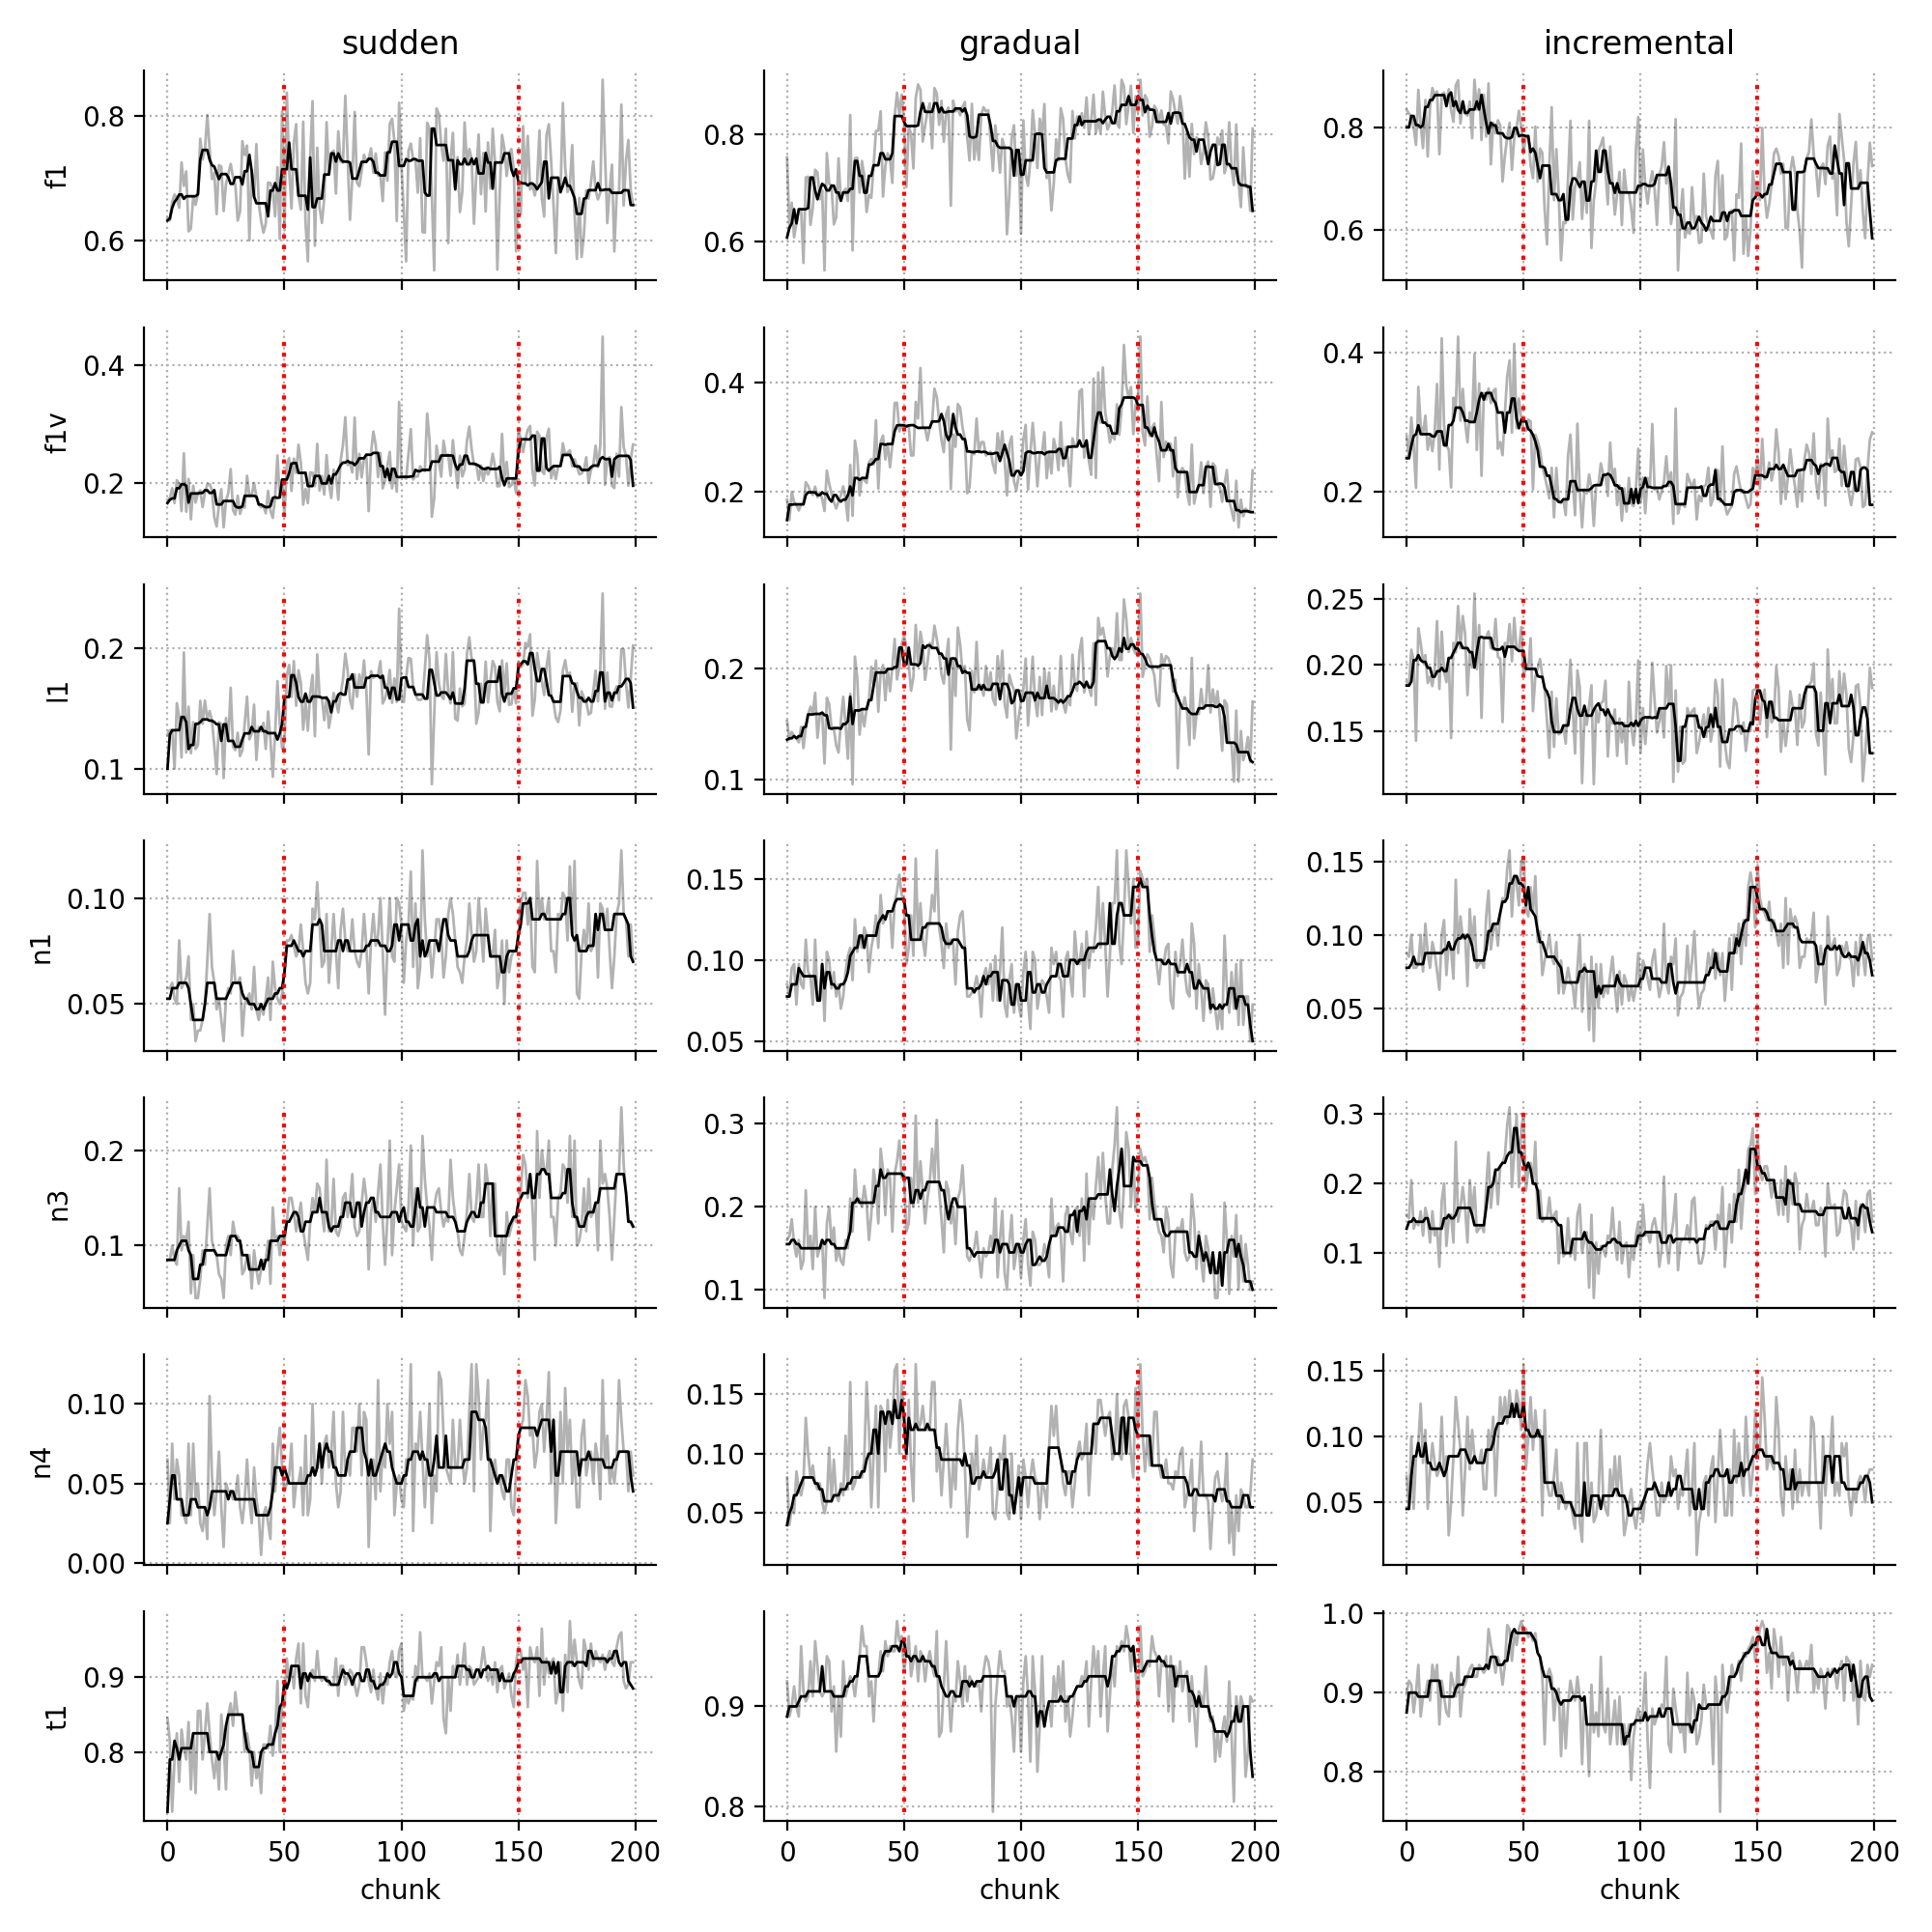 sudden gradual incremental
f1 0.8 0.6 0.8 0.6 0.8 0.6
f1v 0.4 0.2 0.4 0.2 0.4 0.2
l1 0.2 0.1 0.2 0.1 0.25 0.20 0.15
n1 0.10 0.05 0.15 0.10 0.05 0.15 0.10 0.05
n3 0.2 0.1 0.3 0.2 0.1 0.3 0.2 0.1
n4 0.10 0.05 0.00 0.15 0.10 0.05 0.15 0.10 0.05
t1 0.9 0.8 0.9 0.8 1.0 0.9 0.8
0 50 100 150 200 0 50 100 150 200 0 50 100 150 200
chunk chunk chunk